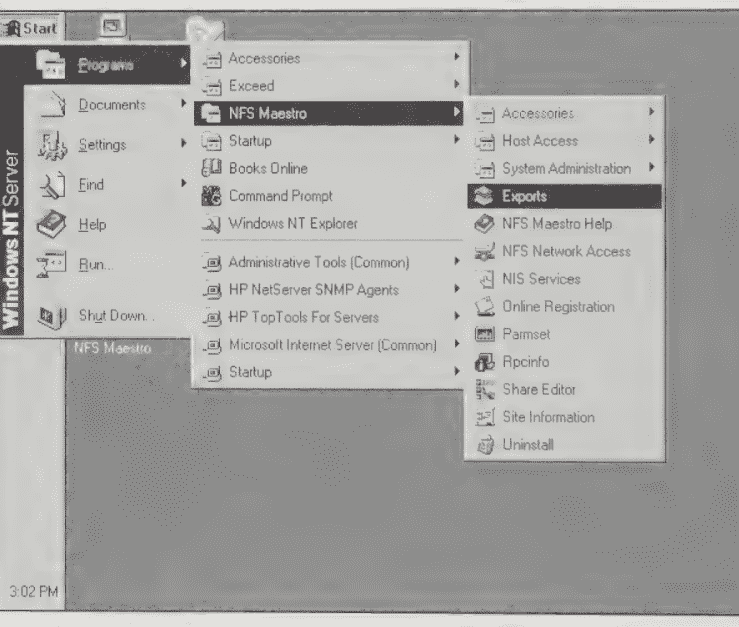 Start
Programs
Documents
Settings
Find
Help
Run...
Shut Down...
Windows NT Server
Accessories
Exceed
NFS Maestro
Startup
Books Online
Command Prompt
Windows NT Explorer
Administrative Tools (Common)
HP NetServer SNMP Agents
HP TopTools For Servers
Microsoft Internet Server (Common)
Startup
Accessories
Host Access
System Administration
Exports
NFS Maestro Help
NFS Network Access
NIS Services
Online Registration
Parmset
Rpcinfo
Share Editor
Site Information
Uninstall
NFS Maestro
3:02 PM